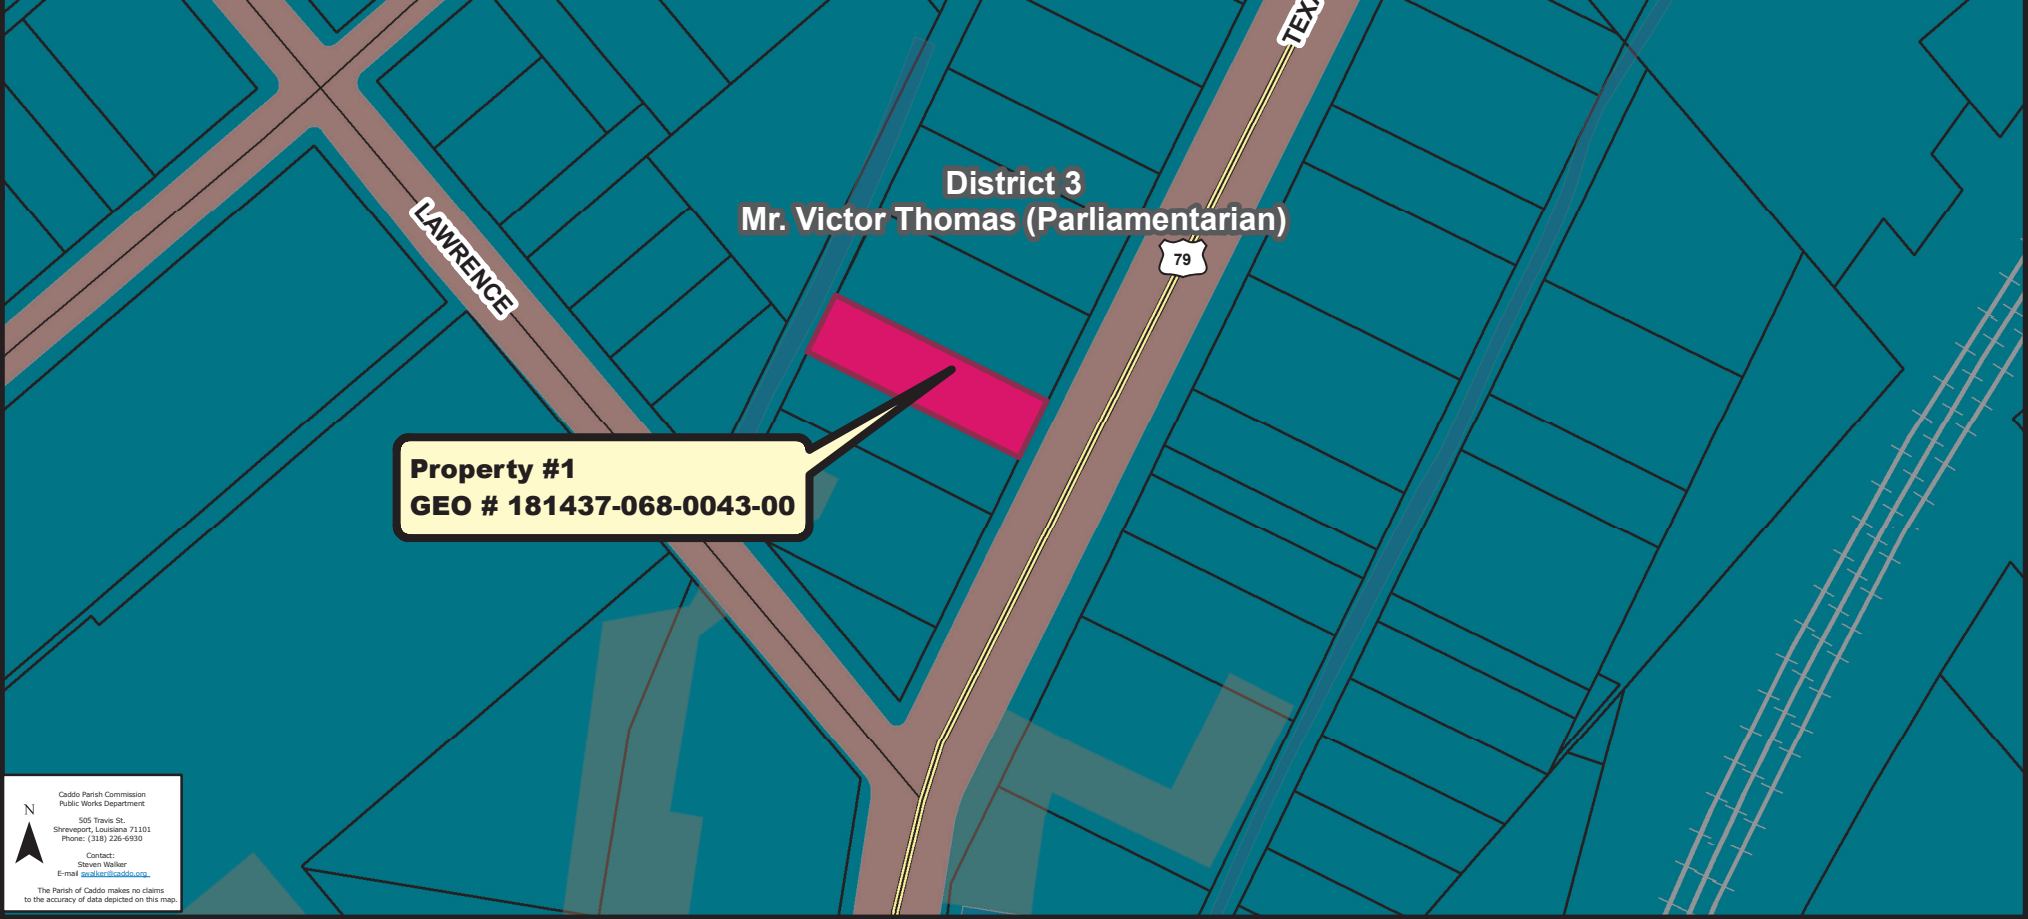 TEXA
District 3
Mr. Victor Thomas (Parliamentarian)
LAWRENCE
79
Property #1
GEO # 181437-068-0043-00
N
Caddo Parish Commission
Public Works Department
505 Travis St.
Shreveport, Louisiana 71101
Phone: (318) 226-6930
Contact:
Steven Walker
E-mail swalker@caddo.org
The Parish of Caddo makes no claims
to the accuracy of data depicted on this map.